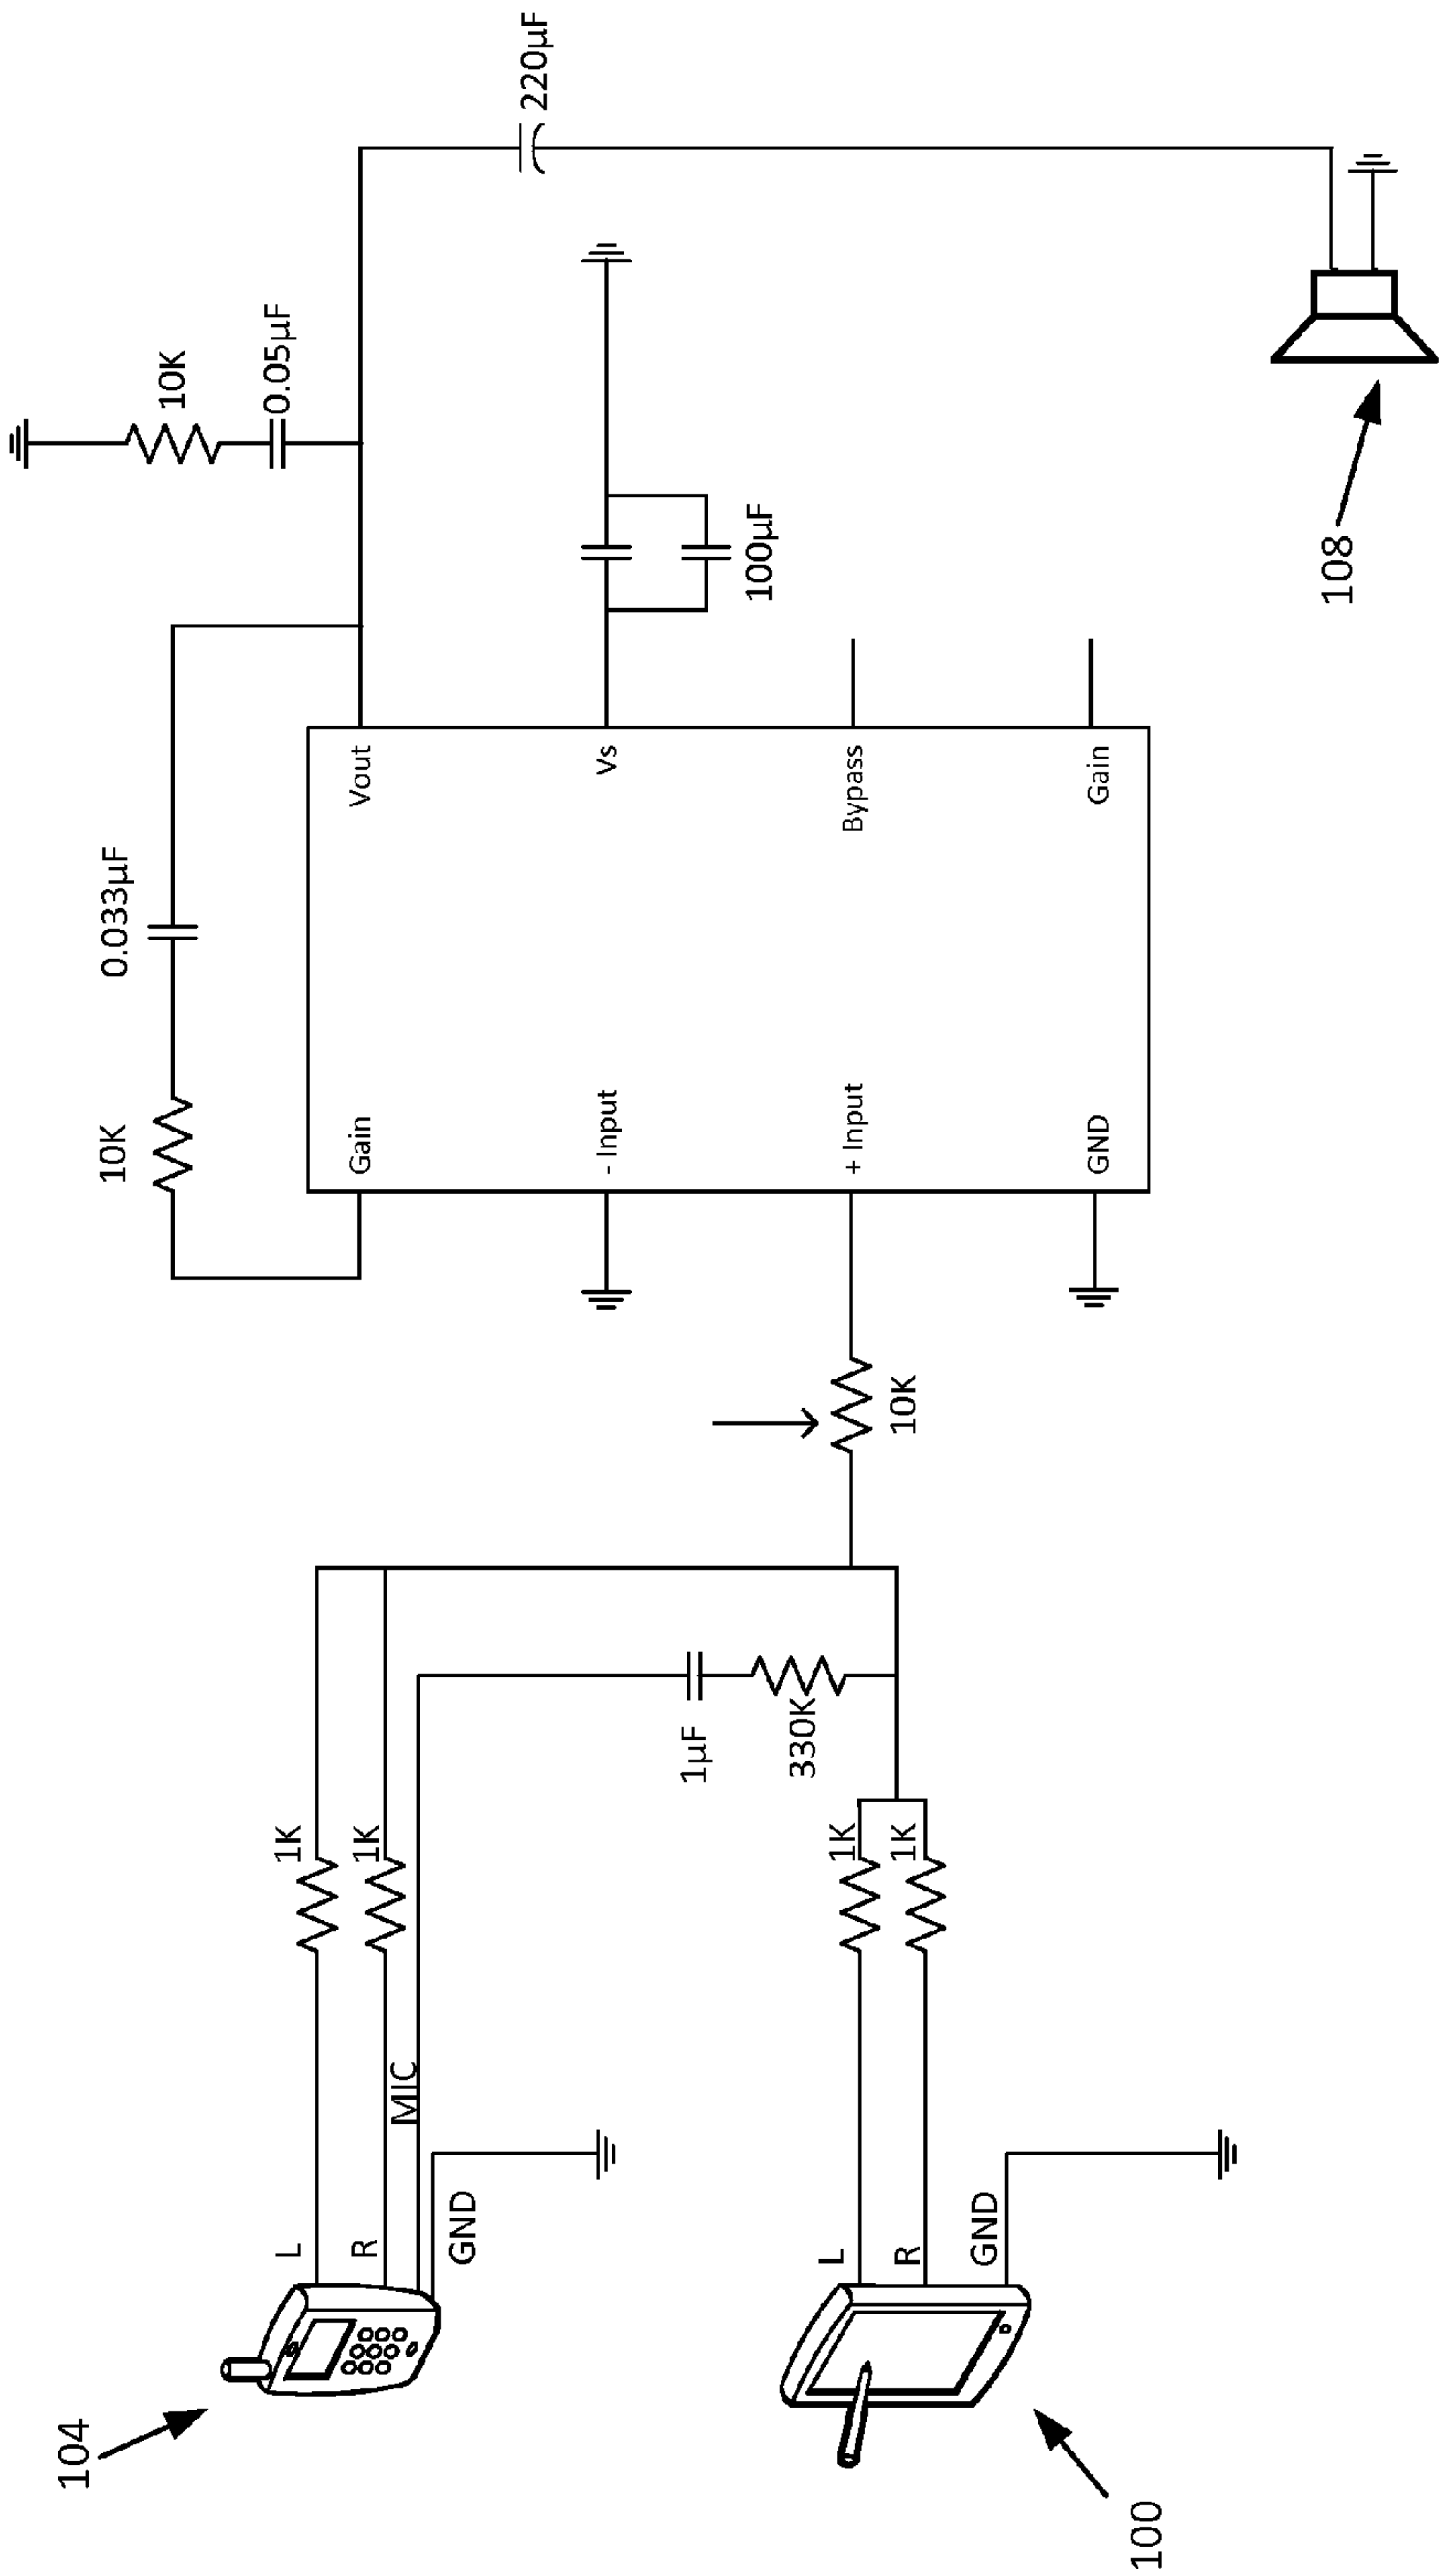 104
L
R
MIC
GND
1K
1K
1µF
330K
100
L
R
GND
1K
1K
10K
10K
0.033µF
Gain
- Input
+ Input
GND
Vout
Vs
Bypass
Gain
10K
0.05µF
100µF
220µF
108